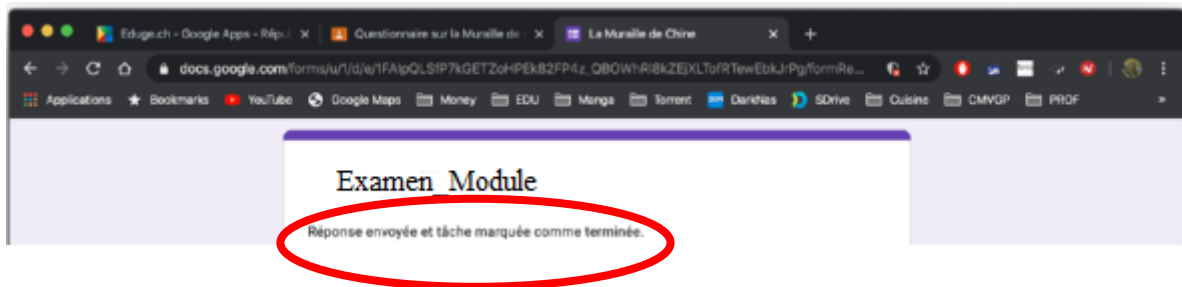 Eduge.ch - Google Apps - Rép. Questionnaire sur la Muraille de La Muraille de Chine
docs.google.com/forms/u/1/d/e/
Applications Bookmarks YouTube Google Maps Money EDU Manga Torrent DarkNas SDrive Cuisine CMVGP PROF »
Examen_Module
Réponse envoyée et tâche marquée comme terminée.